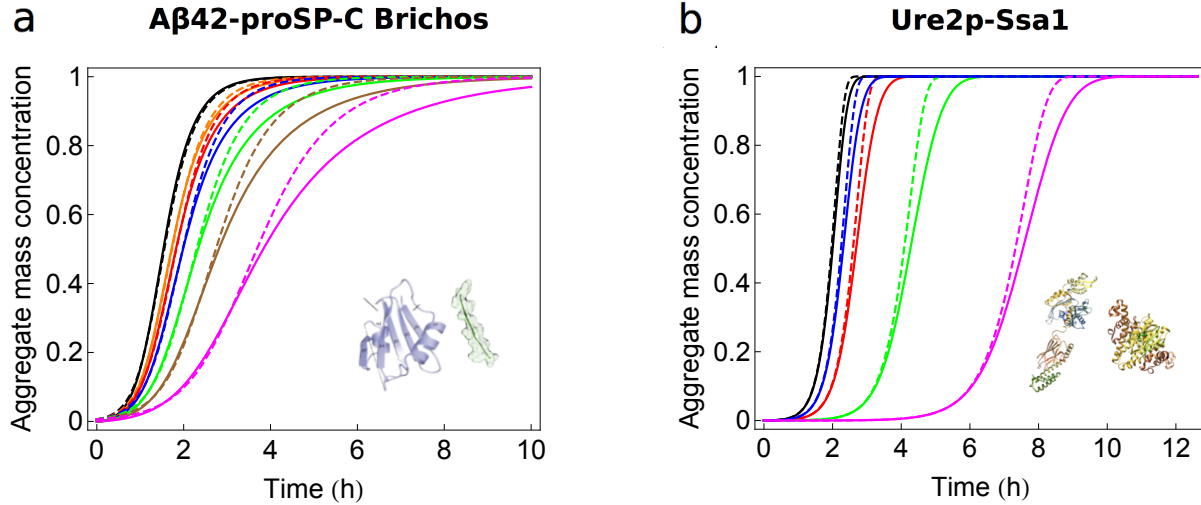 a
Aβ42-proSP-C Brichos
Aggregate mass concentration
1
0.8
0.6
0.4
0.2
0
0 2 4 6 8 10
Time (h)
b
Ure2p-Ssa1
Aggregate mass concentration
1
0.8
0.6
0.4
0.2
0
0 2 4 6 8 10 12
Time (h)